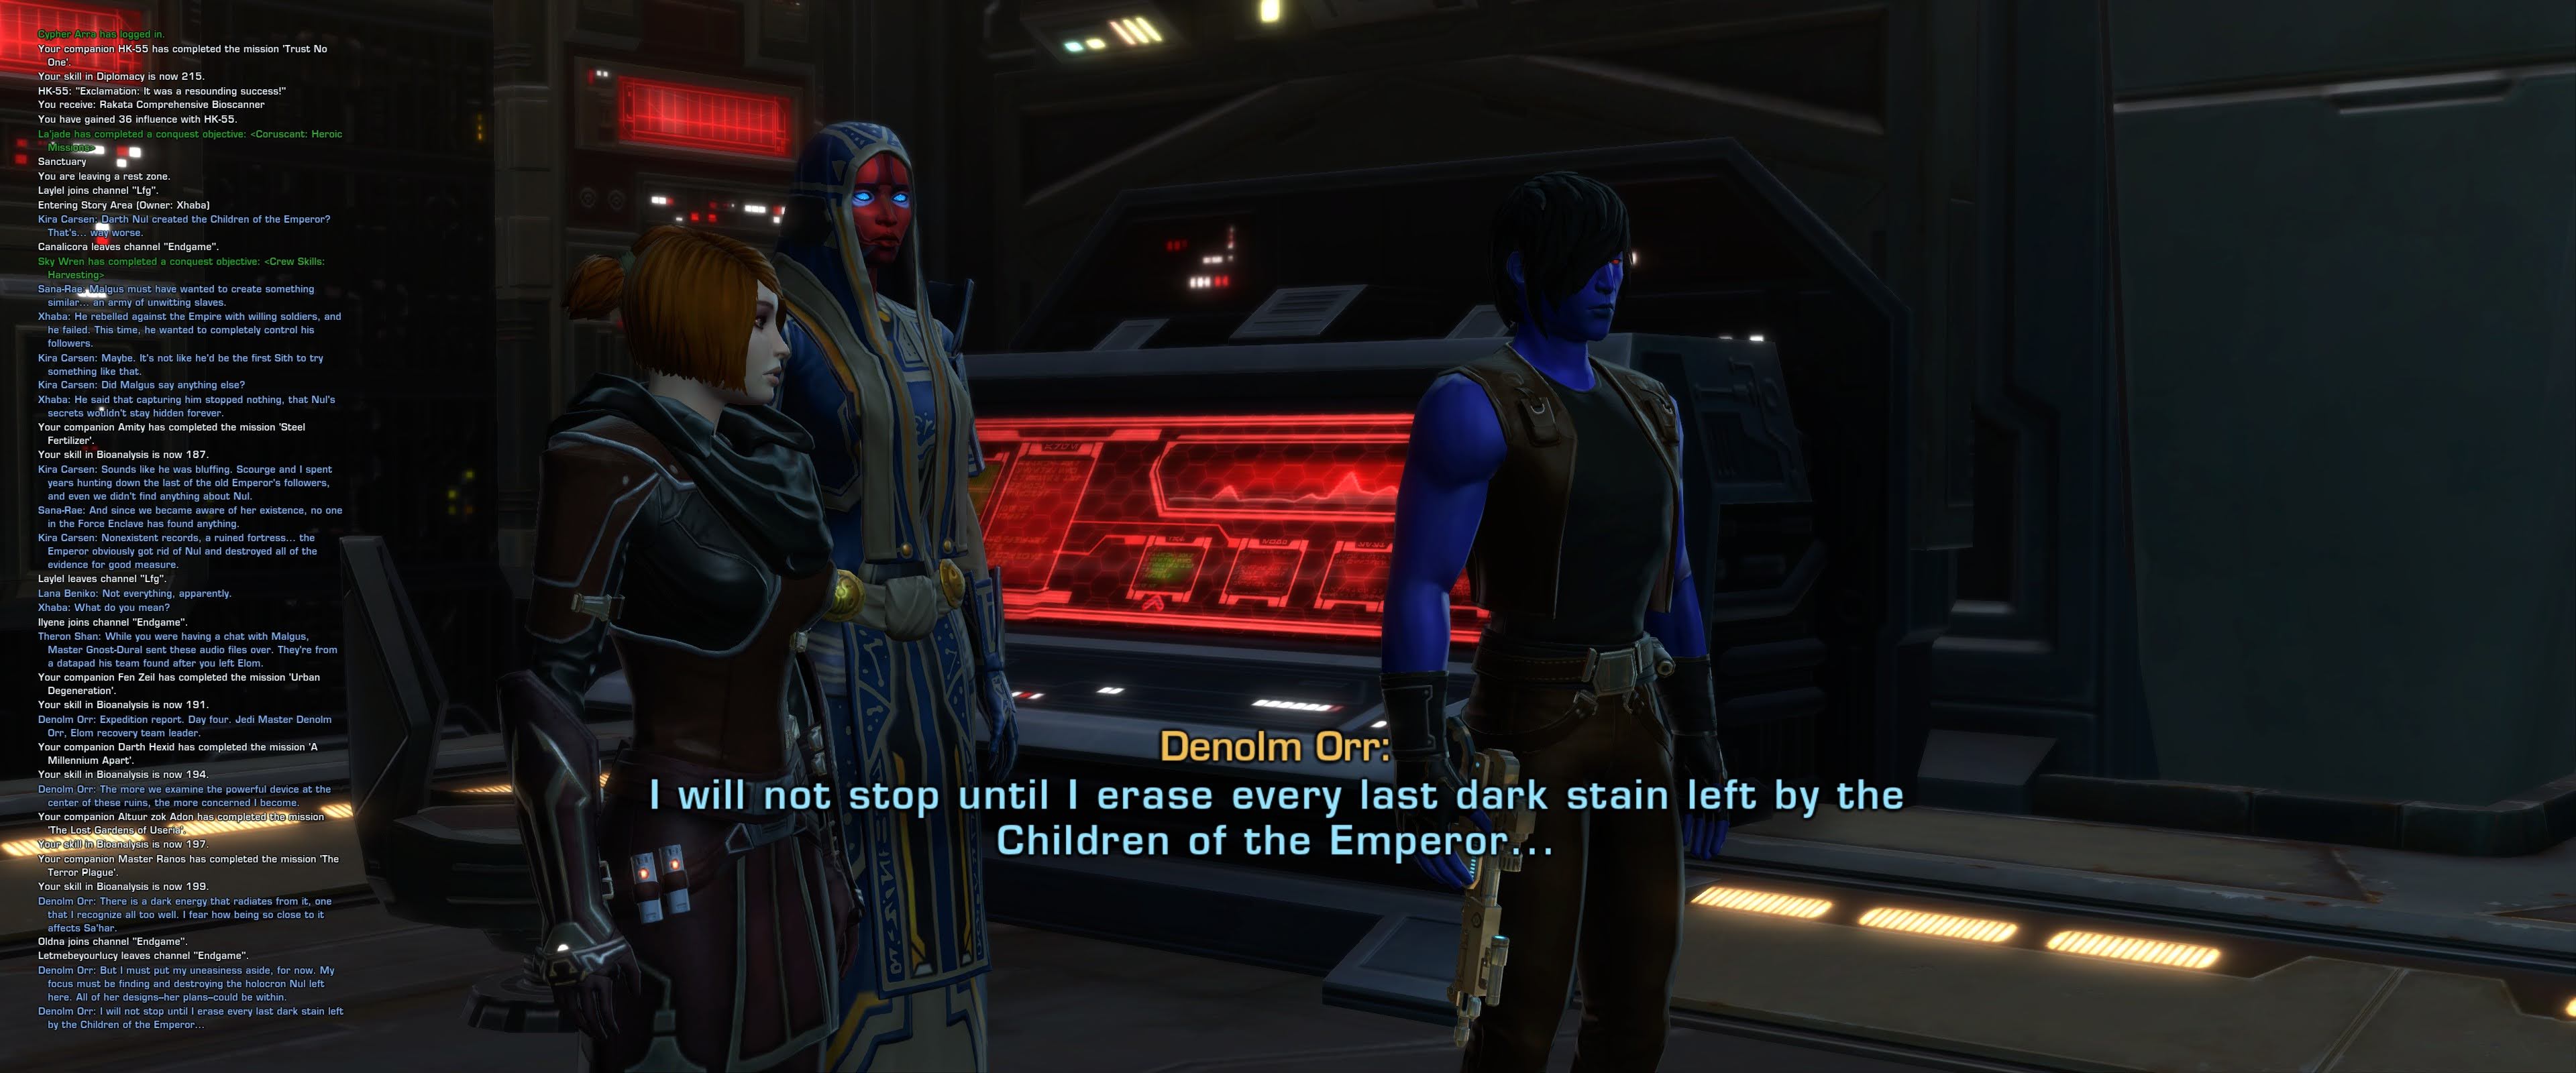 Cypher Arra has logged in.
Your companion HK-55 has completed the mission 'Trust No
One'.
Your skill in Diplomacy is now 215.
HK-55: "Exclamation: It was a resounding success!"
You receive: Rakata Comprehensive Bioscanner
You have gained 36 influence with HK-55.
La'jade has completed a conquest objective: <Coruscant: Heroic
Missions>
Sanctuary
You are leaving a rest zone.
Laylel joins channel "Lfg".
Entering Story Area (Owner: Xhaba)
Kira Carsen: Darth Nul created the Children of the Emperor?
That's... way worse.
Canalicora leaves channel "Endgame".
Sky Wren has completed a conquest objective: <Crew Skills:
Harvesting>
Sana-Rae: Malgus must have wanted to create something
similar... an army of unwitting slaves.
Xhaba: He rebelled against the Empire with willing soldiers, and
he failed. This time, he wanted to completely control his
followers.
Kira Carsen: Maybe. It's not like he'd be the first Sith to try
something like that.
Kira Carsen: Did Malgus say anything else?
Xhaba: He said that capturing him stopped nothing, that Nul's
secrets wouldn't stay hidden forever.
Your companion Amity has completed the mission 'Steel
Fertilizer'.
Your skill in Bioanalysis is now 187.
Kira Carsen: Sounds like he was bluffing. Scourge and I spent
years hunting down the last of the old Emperor's followers,
and even we didn't find anything about Nul.
Sana-Rae: And since we became aware of her existence, no one
in the Force Enclave has found anything.
Kira Carsen: Nonexistent records, a ruined fortress... the
Emperor obviously got rid of Nul and destroyed all of the
evidence for good measure.
Laylel leaves channel "Lfg".
Lana Beniko: Not everything, apparently.
Xhaba: What do you mean?
Ilyene joins channel "Endgame".
Theron Shan: While you were having a chat with Malgus,
Master Gnost-Dural sent these audio files over. They're from
a datapad his team found after you left Elom.
Your companion Fen Zeil has completed the mission 'Urban
Degeneration'.
Your skill in Bioanalysis is now 191.
Denolm Orr: Expedition report. Day four. Jedi Master Denolm
Orr, Elom recovery team leader.
Your companion Darth Hexid has completed the mission 'A
Millennium Apart'.
Your skill in Bioanalysis is now 194.
Denolm Orr: The more we examine the powerful device at the
center of these ruins, the more concerned I become.
Your companion Altuur zok Adon has completed the mission
'The Lost Gardens of Useria'.
Your skill in Bioanalysis is now 197.
Your companion Master Ranos has completed the mission 'The
Terror Plague'.
Your skill in Bioanalysis is now 199.
Denolm Orr: There is a dark energy that radiates from it, one
that I recognize all too well. I fear how being so close to it
affects Sa'har.
Oldna joins channel "Endgame".
Letmebeyourlucy leaves channel "Endgame".
Denolm Orr: But I must put my uneasiness aside, for now. My
focus must be finding and destroying the holocron Nul left
here. All of her designs—her plans—could be within.
Denolm Orr: I will not stop until I erase every last dark stain left
by the Children of the Emperor...
Denolm Orr:
I will not stop until I erase every last dark stain left by the
Children of the Emperor...